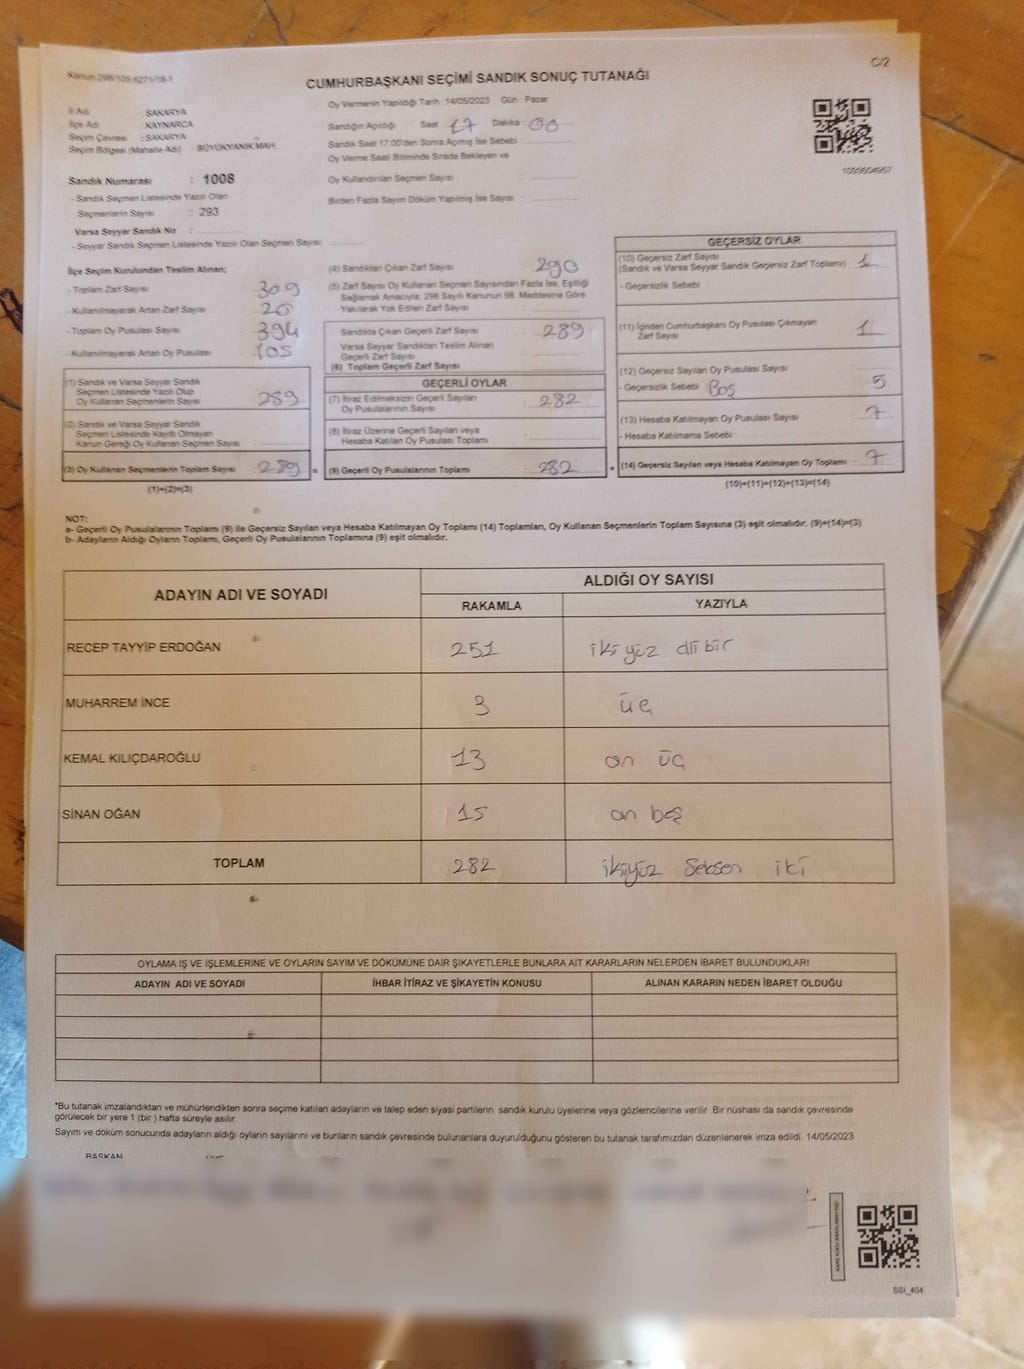 Kanun:298/105-6271/18-1
C/2
CUMHURBAŞKANI SEÇİMİ SANDIK SONUÇ TUTANAĞI
İl Adı : SAKARYA
İlçe Adı : KAYNARCA
Seçim Çevresi : SAKARYA
Seçim Bölgesi (Mahalle Adı) : BÜYÜKYANIK MAH.
Sandık Numarası : 1008
- Sandık Seçmen Listesinde Yazılı Olan
Seçmenlerin Sayısı : 293
Varsa Seyyar Sandık No :
- Seyyar Sandık Seçmen Listesinde Yazılı Olan Seçmen Sayısı:
Oy Vermenin Yapıldığı Tarih :14/05/2023 Gün : Pazar
Sandığın Açıldığı Saat 17 Dakika : 00
Sandık Saat 17:00'den Sonra Açılmış İse Sebebi :
Oy Verme Saati Bitiminde Sırada Bekleyen ve
Oy Kullandırılan Seçmen Sayısı :
Birden Fazla Sayım Döküm Yapılmış İse Sayısı :
1093604967
İlçe Seçim Kurulundan Teslim Alınan;
- Toplam Zarf Sayısı : 309
- Kullanılmayarak Artan Zarf Sayısı : 20
- Toplam Oy Pusulası Sayısı : 394
- Kullanılmayarak Artan Oy Pusulası : 105
(1) Sandık ve Varsa Seyyar Sandık
Seçmen Listesinde Yazılı Olup
Oy Kullanan Seçmenlerin Sayısı : 289
(2) Sandık ve Varsa Seyyar Sandık
Seçmen Listesinde Kayıtlı Olmayan
Kanun Gereği Oy Kullanan Seçmen Sayısı :
(3) Oy Kullanan Seçmenlerin Toplam Sayısı : 289 =
(1)+(2)=(3)
(4) Sandıktan Çıkan Zarf Sayısı : 290
(5) Zarf Sayısı Oy Kullanan Seçmen Sayısından Fazla İse, Eşitliği
Sağlamak Amacıyla; 298 Sayılı Kanunun 98. Maddesine Göre
Yakılarak Yok Edilen Zarf Sayısı :
Sandıkta Çıkan Geçerli Zarf Sayısı : 289
Varsa Seyyar Sandıktan Teslim Alınan
Geçerli Zarf Sayısı :
(6) Toplam Geçerli Zarf Sayısı :
GEÇERLİ OYLAR
(7) İtiraz Edilmeksizin Geçerli Sayılan
Oy Pusulalarının Sayısı : 282
(8) İtiraz Üzerine Geçerli Sayılan veya
Hesaba Katılan Oy Pusulası Toplamı :
(9) Geçerli Oy Pusulalarının Toplamı : 282 +
GEÇERSİZ OYLAR
(10) Geçersiz Zarf Sayısı
(Sandık ve Varsa Seyyar Sandık Geçersiz Zarf Toplamı) : 1
- Geçersizlik Sebebi :
(11) İçinden Cumhurbaşkanı Oy Pusulası Çıkmayan
Zarf Sayısı : 1
(12) Geçersiz Sayılan Oy Pusulası Sayısı :
- Geçersizlik Sebebi : Boş 5
(13) Hesaba Katılmayan Oy Pusulası Sayısı : 7
- Hesaba Katılmama Sebebi :
(14) Geçersiz Sayılan veya Hesaba Katılmayan Oy Toplamı : 7
(10)+(11)+(12)+(13)=(14)
NOT:
a- Geçerli Oy Pusulalarının Toplamı (9) ile Geçersiz Sayılan veya Hesaba Katılmayan Oy Toplamı (14) Toplamları, Oy Kullanan Seçmenlerin Toplam Sayısına (3) eşit olmalıdır. (9)+(14)=(3)
b- Adayların Aldığı Oyların Toplamı, Geçerli Oy Pusulalarının Toplamına (9) eşit olmalıdır.
ADAYIN ADI VE SOYADI
ALDIĞI OY SAYISI
RAKAMLA YAZIYLA
RECEP TAYYİP ERDOĞAN 251 iki yüz elli bir
MUHARREM İNCE 3 üç
KEMAL KILIÇDAROĞLU 13 on üç
SİNAN OĞAN 15 on beş
TOPLAM 282 ikiyüz seksen iki
OYLAMA İŞ VE İŞLEMLERİNE VE OYLARIN SAYIM VE DÖKÜMÜNE DAİR ŞİKAYETLERLE BUNLARA AİT KARARLARIN NELERDEN İBARET BULUNDUKLARI
ADAYIN ADI VE SOYADI İHBAR İTİRAZ VE ŞİKAYETİN KONUSU ALINAN KARARIN NEDEN İBARET OLDUĞU
*Bu tutanak imzalandıktan ve mühürlendikten sonra seçime katılan adayların ve talep eden siyasi partilerin sandık kurulu üyelerine veya gözlemcilerine verilir. Bir nüshası da sandık çevresinde
görülecek bir yere 1 (bir ) hafta süreyle asılır.
Sayım ve döküm sonucunda adayların aldığı oyların sayılarını ve bunların sandık çevresinde bulunanlara duyurulduğunu gösteren bu tutanak tarafımızdan düzenlenerek imza edildi. 14/05/2023
BAŞKAN
GGI_404